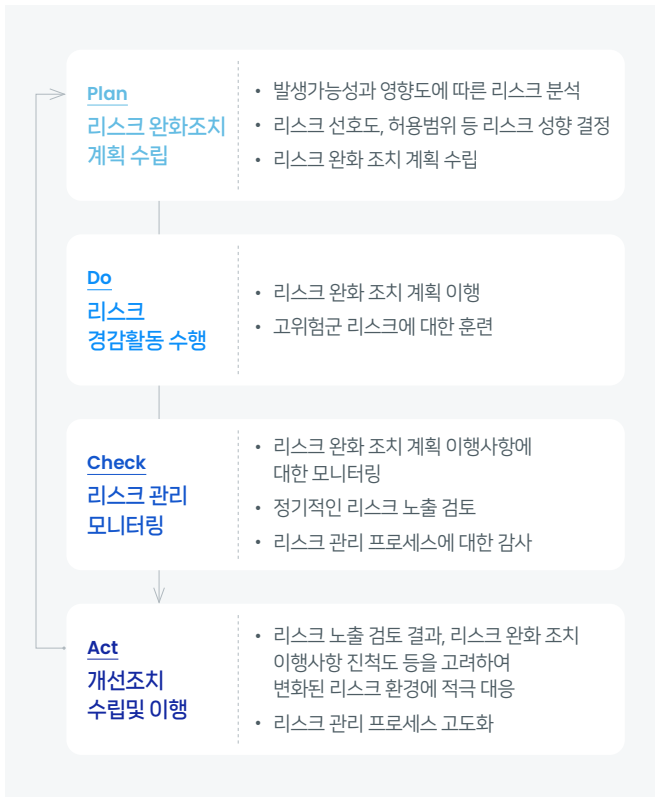 Plan
리스크 완화조치
계획 수립
• 발생가능성과 영향도에 따른 리스크 분석
• 리스크 선호도, 허용범위 등 리스크 성향 결정
• 리스크 완화 조치 계획 수립
Do
리스크
경감활동 수행
• 리스크 완화 조치 계획 이행
• 고위험군 리스크에 대한 훈련
Check
리스크 관리
모니터링
• 리스크 완화 조치 계획 이행사항에
대한 모니터링
• 정기적인 리스크 노출 검토
• 리스크 관리 프로세스에 대한 감사
Act
개선조치
수립및 이행
• 리스크 노출 검토 결과, 리스크 완화 조치
이행사항 진척도 등을 고려하여
변화된 리스크 환경에 적극 대응
• 리스크 관리 프로세스 고도화